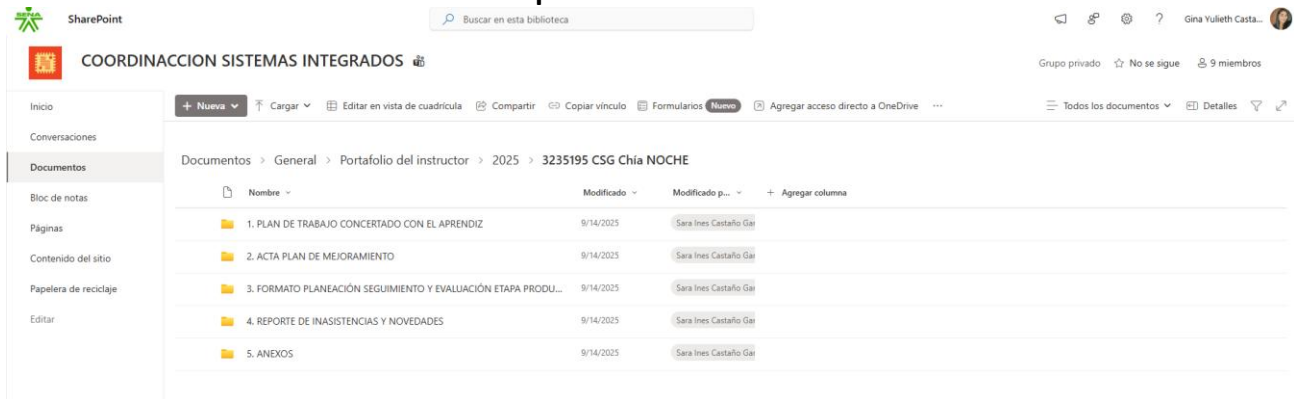 SENA
SharePoint
Buscar en esta biblioteca
?
Gina Yulieth Casta...
COORDINACCION SISTEMAS INTEGRADOS
Grupo privado No se sigue 9 miembros
Inicio
+ Nueva Cargar Editar en vista de cuadrícula Compartir Copiar vínculo Formularios Nuevo Agregar acceso directo a OneDrive ...
Todos los documentos Detalles
Conversaciones
Documentos
Documentos > General > Portafolio del instructor > 2025 > 3235195 CSG Chía NOCHE
Bloc de notas
Nombre Modificado Modificado p... + Agregar columna
Páginas
1. PLAN DE TRABAJO CONCERTADO CON EL APRENDIZ 9/14/2025 Sara Ines Castaño Gar
Contenido del sitio
2. ACTA PLAN DE MEJORAMIENTO 9/14/2025 Sara Ines Castaño Gar
Papelera de reciclaje
3. FORMATO PLANEACIÓN SEGUIMIENTO Y EVALUACIÓN ETAPA PRODU... 9/14/2025 Sara Ines Castaño Gar
Editar
4. REPORTE DE INASISTENCIAS Y NOVEDADES 9/14/2025 Sara Ines Castaño Gar
5. ANEXOS 9/14/2025 Sara Ines Castaño Gar